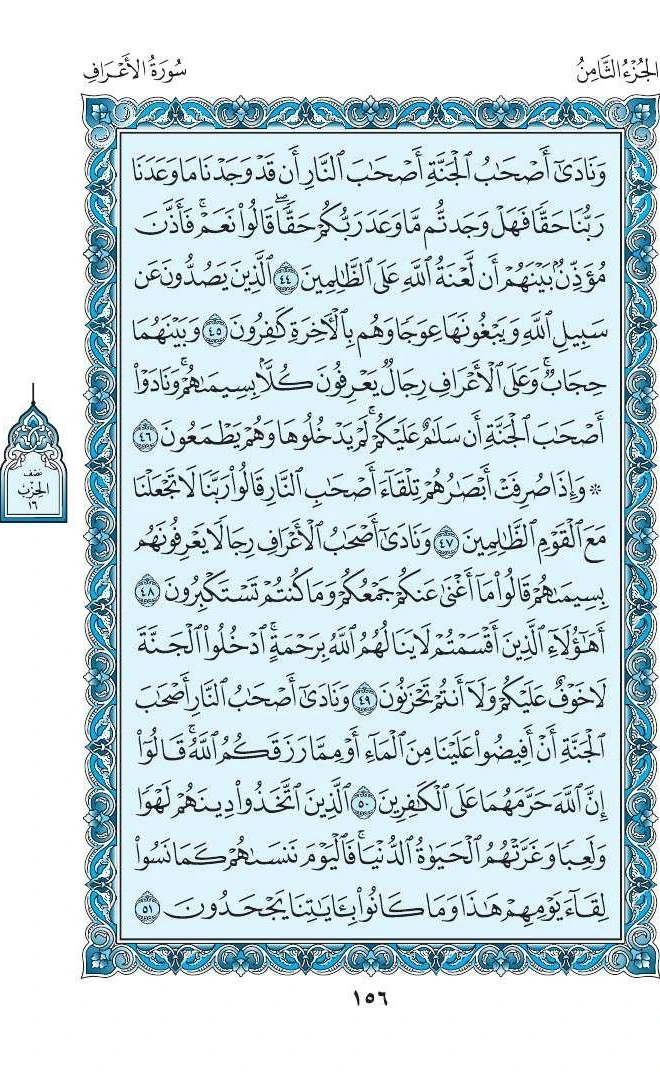 الجُزْءُ الثَّامِنُ
سُورَةُ الأَعْرَافِ
وَنَادَىٰٓ أَصْحَٰبُ ٱلْجَنَّةِ أَصْحَٰبَ ٱلنَّارِ أَن قَدْ وَجَدْنَا مَا وَعَدَنَا
رَبُّنَا حَقًّا فَهَلْ وَجَدتُّم مَّا وَعَدَ رَبُّكُمْ حَقًّاۖ قَالُوا۟ نَعَمْۚ فَأَذَّنَ
مُؤَذِّنٌۢ بَيْنَهُمْ أَن لَّعْنَةُ ٱللَّهِ عَلَى ٱلظَّٰلِمِينَ ٤٤ ٱلَّذِينَ يَصُدُّونَ عَن
سَبِيلِ ٱللَّهِ وَيَبْغُونَهَا عِوَجًا وَهُم بِٱلْءَاخِرَةِ كَٰفِرُونَ ٤٥ وَبَيْنَهُمَا
حِجَابٌۚ وَعَلَى ٱلْأَعْرَافِ رِجَالٌ يَعْرِفُونَ كُلًّۢا بِسِيمَىٰهُمْۚ وَنَادَوْا۟
أَصْحَٰبَ ٱلْجَنَّةِ أَن سَلَٰمٌ عَلَيْكُمْۚ لَمْ يَدْخُلُوهَا وَهُمْ يَطْمَعُونَ ٤٦
۞ وَإِذَا صُرِفَتْ أَبْصَٰرُهُمْ تِلْقَآءَ أَصْحَٰبِ ٱلنَّارِ قَالُوا۟ رَبَّنَا لَا تَجْعَلْنَا
مَعَ ٱلْقَوْمِ ٱلظَّٰلِمِينَ ٤٧ وَنَادَىٰٓ أَصْحَٰبُ ٱلْأَعْرَافِ رِجَالًا يَعْرِفُونَهُم
بِسِيمَىٰهُمْ قَالُوا۟ مَآ أَغْنَىٰ عَنكُمْ جَمْعُكُمْ وَمَا كُنتُمْ تَسْتَكْبِرُونَ ٤٨
أَهَٰٓؤُلَآءِ ٱلَّذِينَ أَقْسَمْتُمْ لَا يَنَالُهُمُ ٱللَّهُ بِرَحْمَةٍۚ ٱدْخُلُوا۟ ٱلْجَنَّةَ
لَا خَوْفٌ عَلَيْكُمْ وَلَآ أَنتُمْ تَحْزَنُونَ ٤٩ وَنَادَىٰٓ أَصْحَٰبُ ٱلنَّارِ أَصْحَٰبَ
ٱلْجَنَّةِ أَنْ أَفِيضُوا۟ عَلَيْنَا مِنَ ٱلْمَآءِ أَوْ مِمَّا رَزَقَكُمُ ٱللَّهُۚ قَالُوٓا۟
إِنَّ ٱللَّهَ حَرَّمَهُمَا عَلَى ٱلْكَٰفِرِينَ ٥٠ ٱلَّذِينَ ٱتَّخَذُوا۟ دِينَهُمْ لَهْوًا
وَلَعِبًا وَغَرَّتْهُمُ ٱلْحَيَوٰةُ ٱلدُّنْيَاۚ فَٱلْيَوْمَ نَنسَىٰهُمْ كَمَا نَسُوا۟
لِقَآءَ يَوْمِهِمْ هَٰذَا وَمَا كَانُوا۟ بِـَٔايَٰتِنَا يَجْحَدُونَ ٥١
نصف
الحزب
١٦
١٥٦